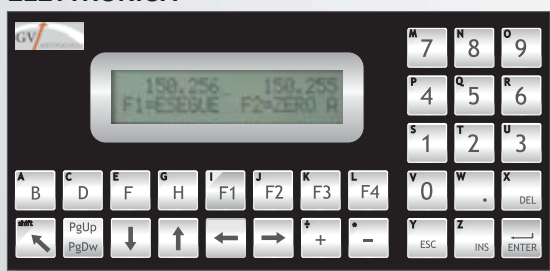 GV
150.256 150.255
F1=ESEGUE F2=ZERO A
M 7 N 8 O 9
P 4 Q 5 R 6
S 1 T 2 U 3
A B C D E F G H I F1 J F2 K F3 L F4 V 0 W . X DEL
shift PgUp PgDw ↓ ↑ ← → ÷ + * - Y ESC Z INS ENTER